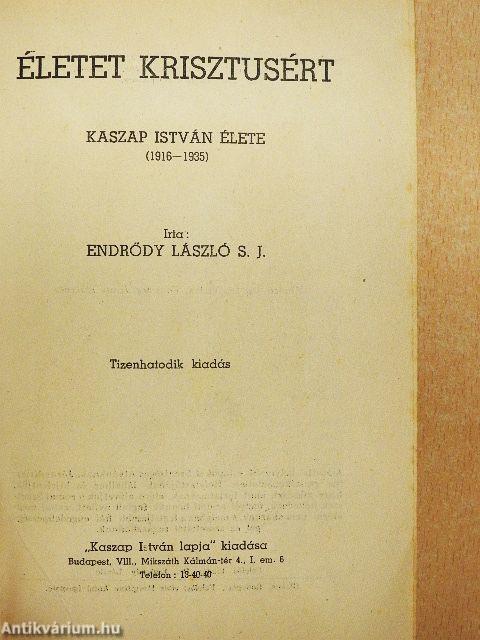 ÉLETET KRISZTUSÉRT
KASZAP ISTVÁN ÉLETE
(1916—1935)
Irta:
ENDRŐDY LÁSZLÓ S. J.
Tizenhatodik kiadás
„Kaszap István lapja" kiadása
Budapest, VIII., Mikszáth Kálmán-tér 4., I. em. 6
Telefon: 13-40-40
Antikvárium.hu